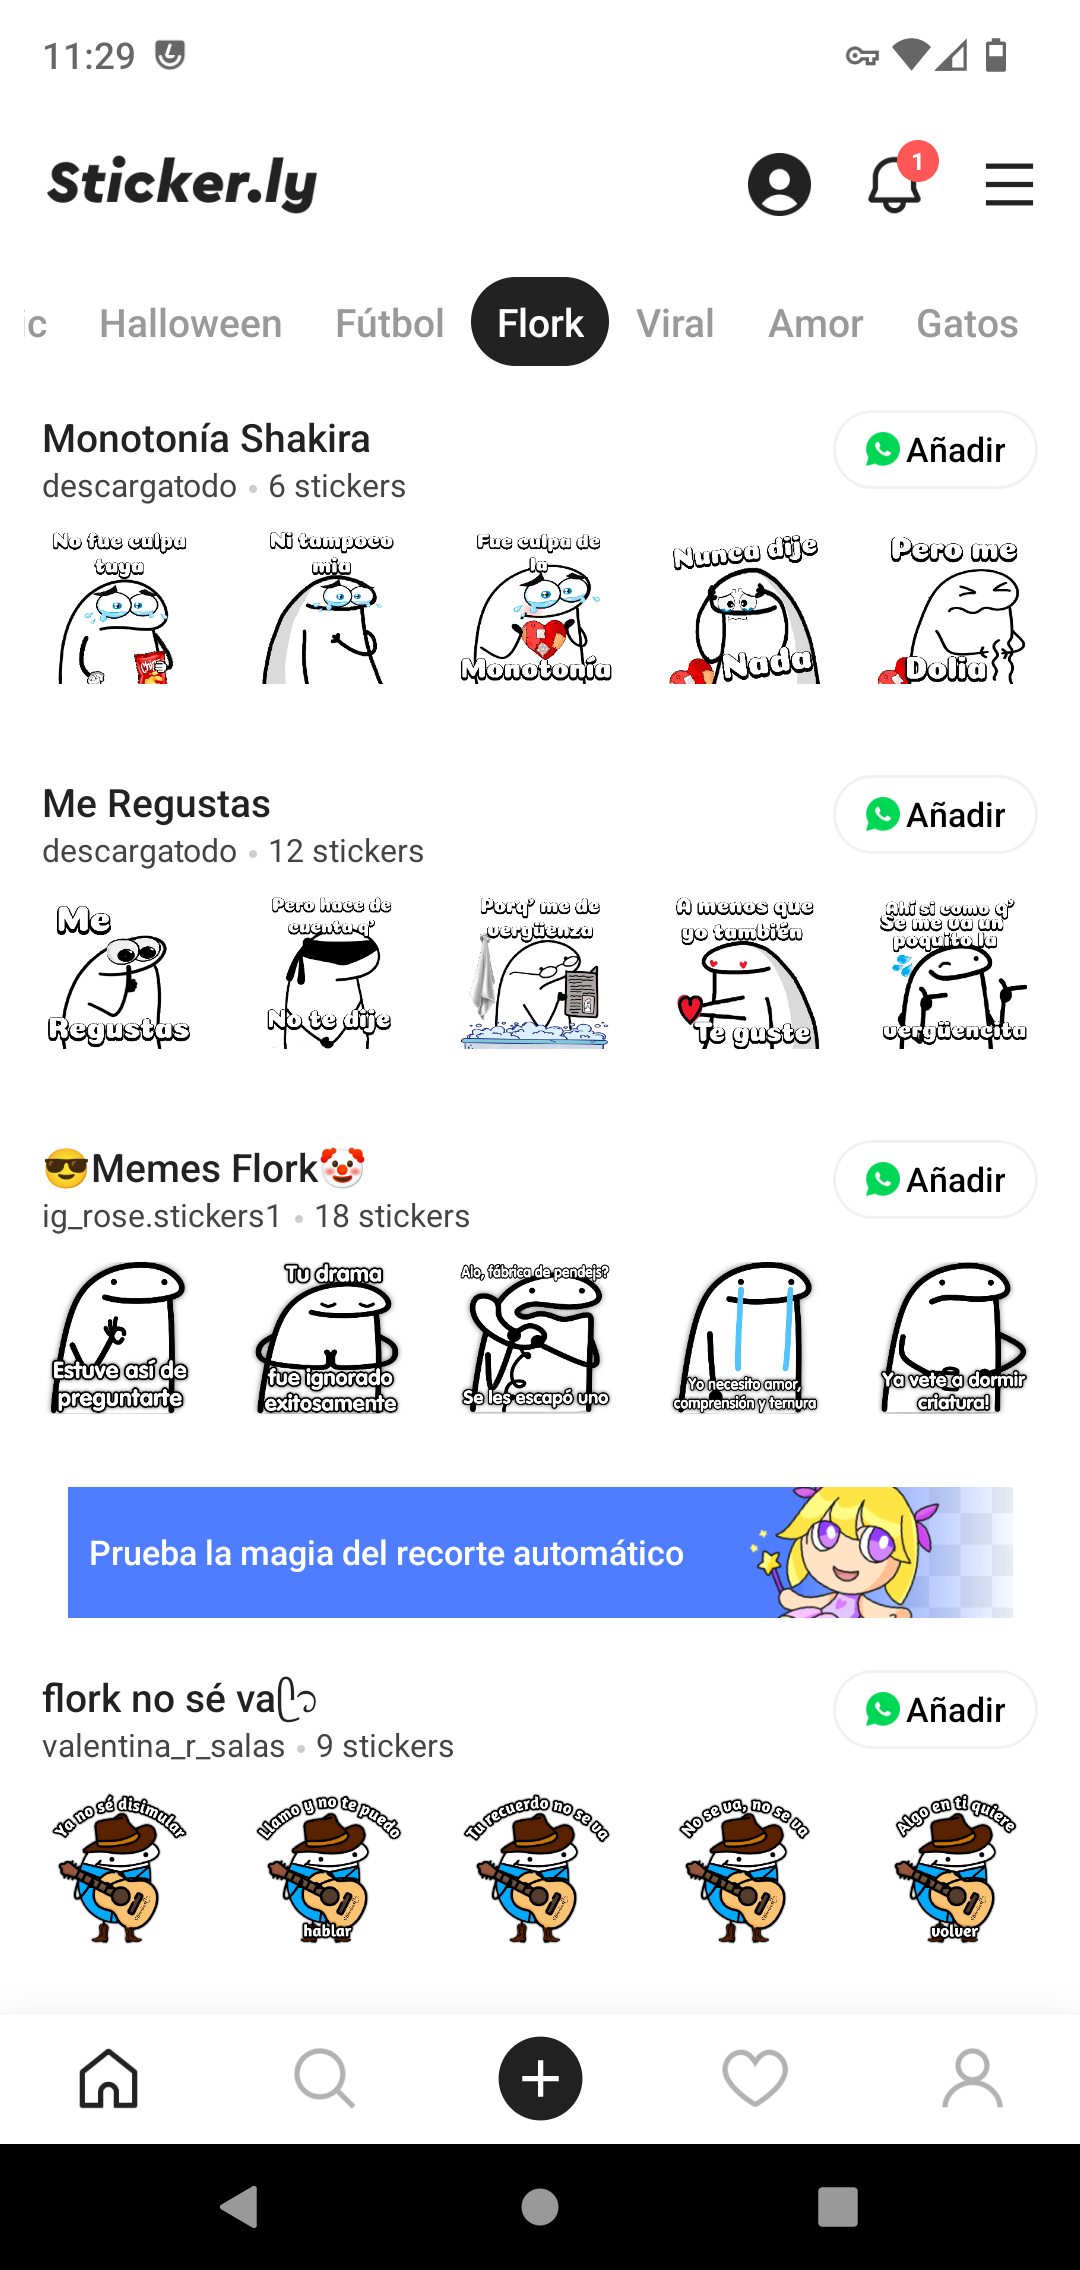 11:29
Sticker.ly
1
ic Halloween Fútbol Flork Viral Amor Gatos
Monotonía Shakira
Añadir
descargatodo • 6 stickers
No fue culpa
tuya
Ni tampoco
mia
Fue culpa de
la
Monotonía
Nunca dije
Nada
Pero me
Dolia
Me Regustas
Añadir
descargatodo • 12 stickers
Me
Regustas
Pero hace de
cuenta q'
No te dije
Porq' me de
vergüenza
A menos que
yo también
Te guste
Ahí si como q'
Se me va un
poquito la
vergüencita
😎Memes Flork🤡
Añadir
ig_rose.stickers1 • 18 stickers
Estuve así de
preguntarte
Tu drama
fue ignorado
exitosamente
Alo, fábrica de pendejs?
Se les escapó uno
Yo necesito amor,
comprensión y ternura
Ya vete a dormir
criatura!
Prueba la magia del recorte automático
flork no sé va
Añadir
valentina_r_salas • 9 stickers
Ya no sé disimular
Llamo y no te puedo
hablar
Tu recuerdo no se va
No se va, no se va
Algo en ti quiere
volver